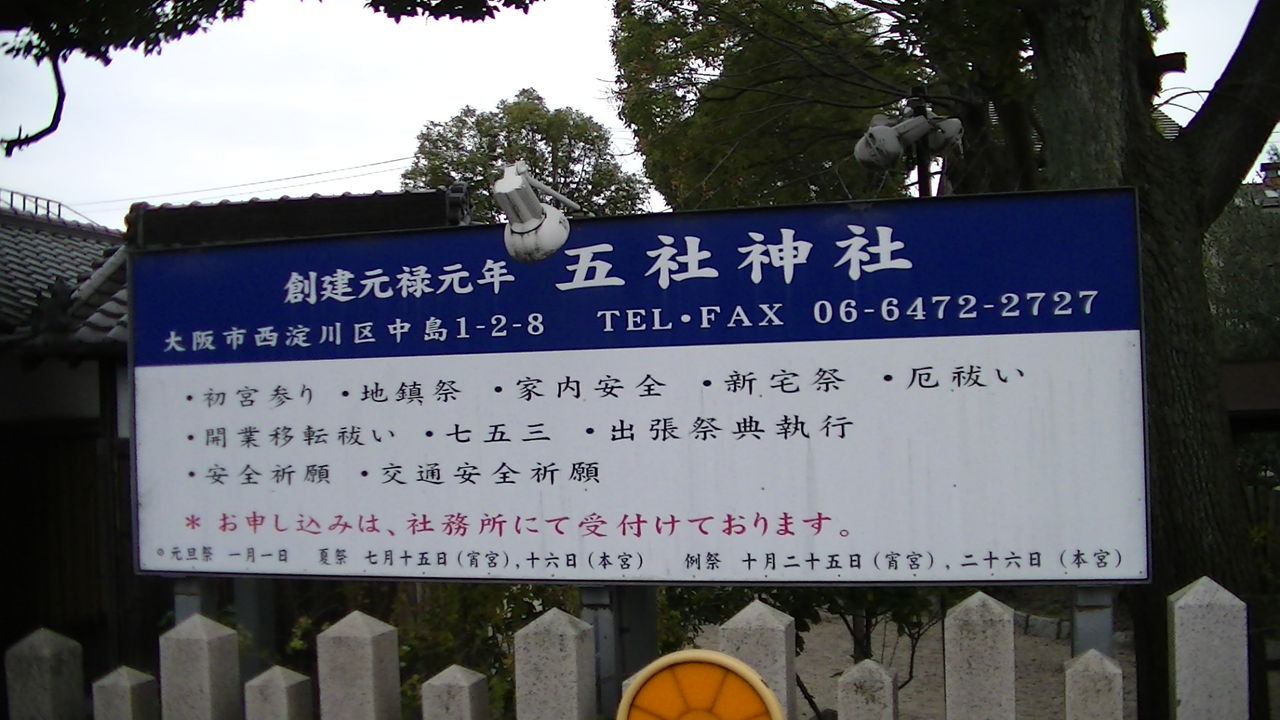 創建元禄元年 五社神社
大阪市西淀川区中島1-2-8 TEL・FAX 06-6472-2727
・初宮参り ・地鎮祭 ・家内安全 ・新宅祭 ・厄祓い
・開業移転祓い ・七五三 ・出張祭典執行
・安全祈願 ・交通安全祈願
＊お申し込みは、社務所にて受付けております。
◎元旦祭 一月一日 夏祭 七月十五日(宵宮),十六日(本宮) 例祭 十月二十五日(宵宮),二十六日(本宮)